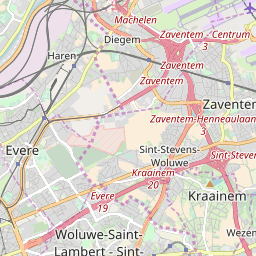 Machelen
Diegem
Zaventem - Centrum
3
Haren
Zaventem
Zaventem
Zaventem
Zaventem-Henneaulaan
3
Evere
Sint-Stevens-
Woluwe
Sint-Stevens
Kraainem
20
Evere
19
Kraainem
Woluwe-Saint-
Lambert - Sint-
Wezem